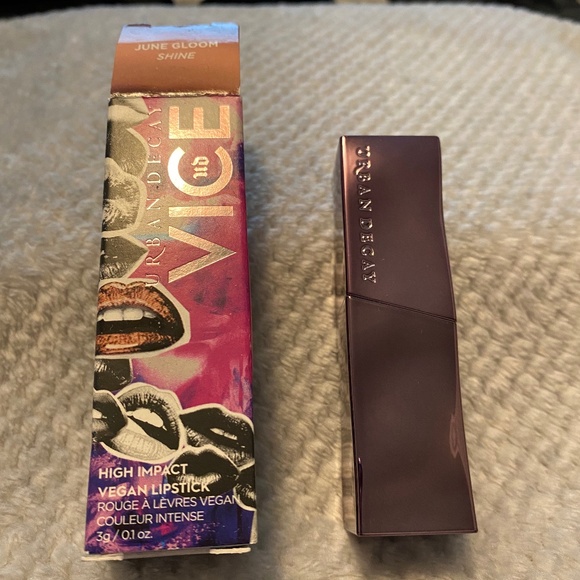 JUNE GLOOM
SHINE
URBAN DECAY
VICE
UD
HIGH IMPACT
VEGAN LIPSTICK
ROUGE À LÈVRES VEGAN
COULEUR INTENSE
3g / 0.1 oz.
URBAN DECAY